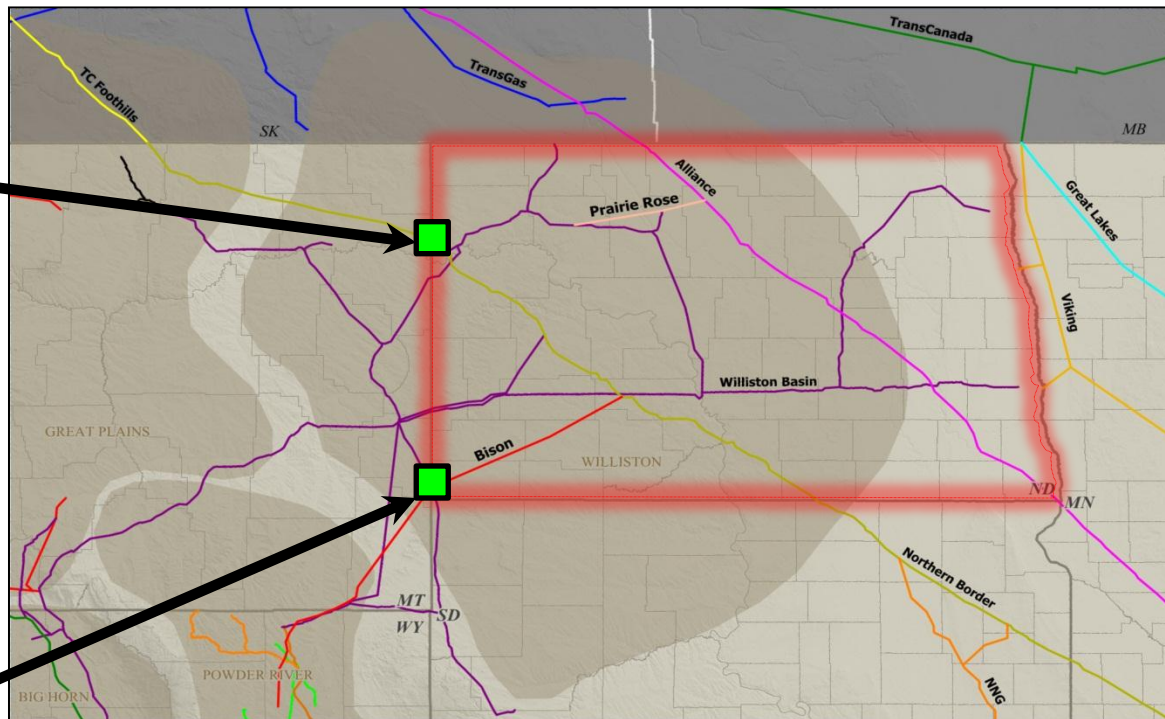 TransCanada
TC Foothills
TransGas
SK
MB
Alliance
Great Lakes
Prairie Rose
Viking
Williston Basin
GREAT PLAINS
Bison
WILLISTON
ND
MN
Northern Border
MT
SD
WY
POWDER RIVER
NNG
BIG HORN